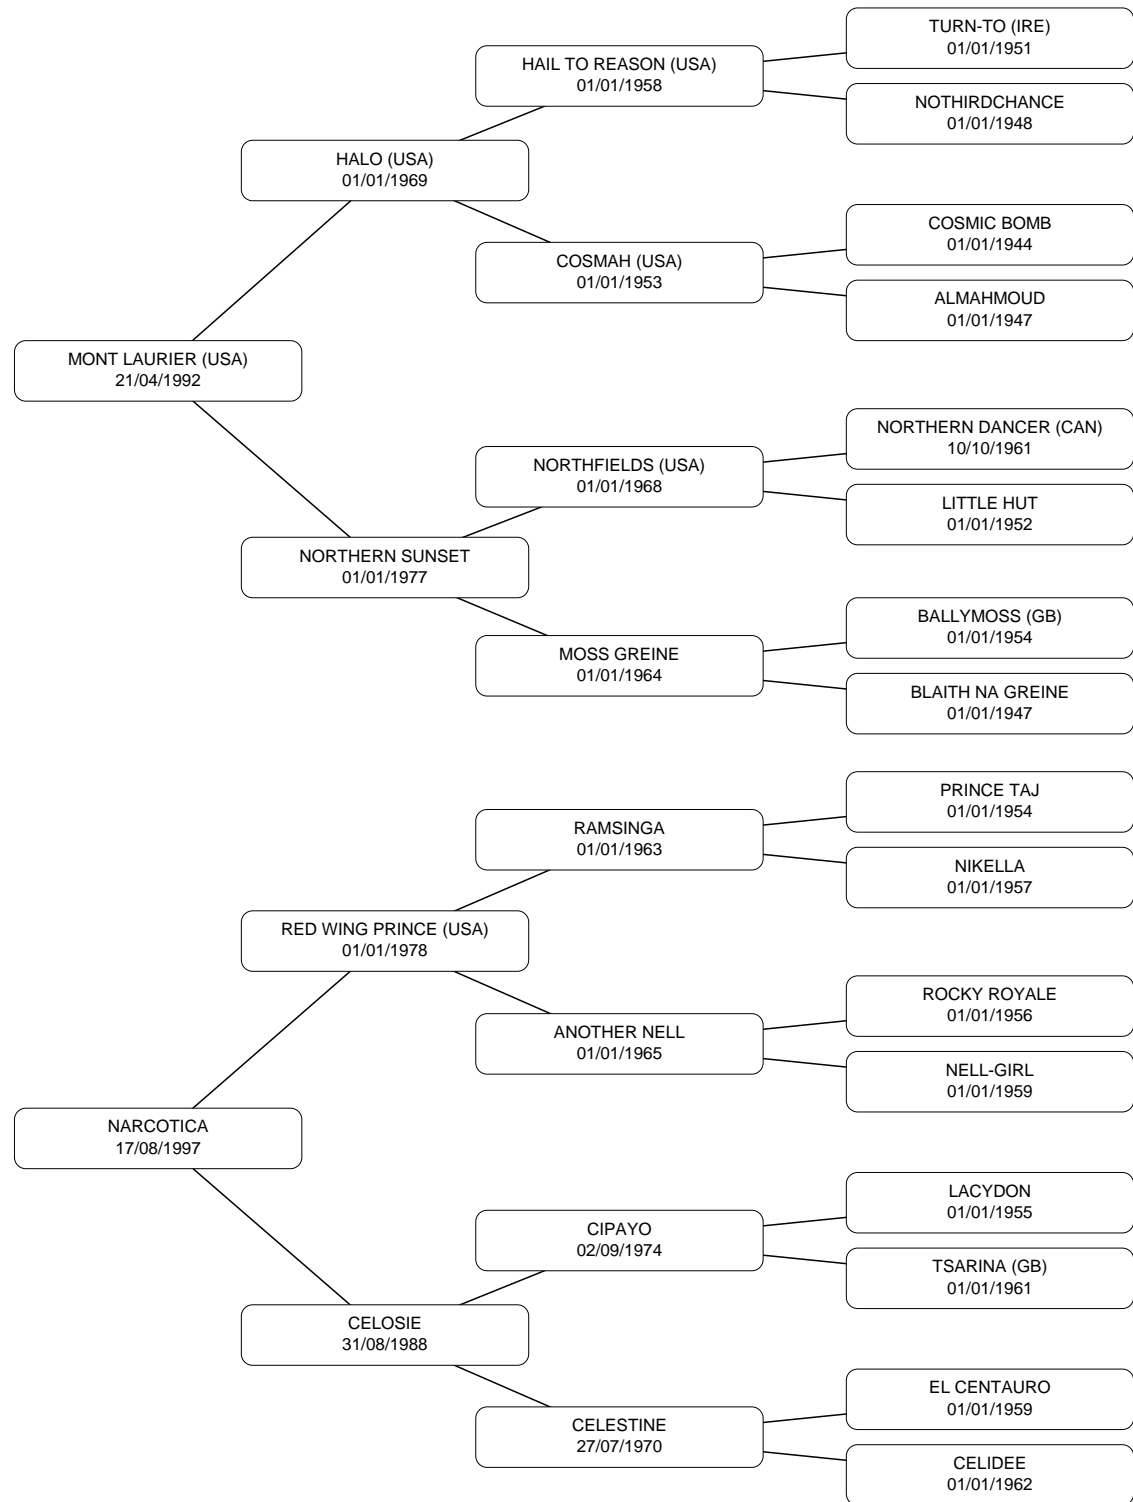 TURN-TO (IRE)
01/01/1951
HAIL TO REASON (USA)
01/01/1958
NOTHIRDCHANCE
01/01/1948
HALO (USA)
01/01/1969
COSMIC BOMB
01/01/1944
COSMAH (USA)
01/01/1953
ALMAHMOUD
01/01/1947
MONT LAURIER (USA)
21/04/1992
NORTHERN DANCER (CAN)
10/10/1961
NORTHFIELDS (USA)
01/01/1968
LITTLE HUT
01/01/1952
NORTHERN SUNSET
01/01/1977
BALLYMOSS (GB)
01/01/1954
MOSS GREINE
01/01/1964
BLAITH NA GREINE
01/01/1947
PRINCE TAJ
01/01/1954
RAMSINGA
01/01/1963
NIKELLA
01/01/1957
RED WING PRINCE (USA)
01/01/1978
ROCKY ROYALE
01/01/1956
ANOTHER NELL
01/01/1965
NELL-GIRL
01/01/1959
NARCOTICA
17/08/1997
LACYDON
01/01/1955
CIPAYO
02/09/1974
TSARINA (GB)
01/01/1961
CELOSIE
31/08/1988
EL CENTAURO
01/01/1959
CELESTINE
27/07/1970
CELIDEE
01/01/1962